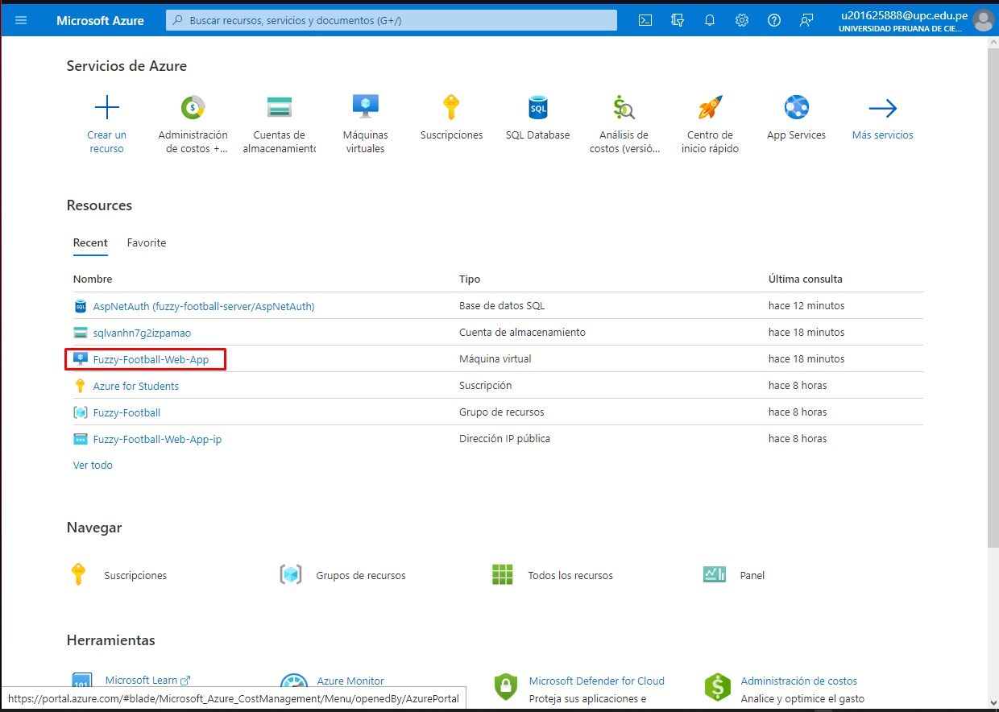 Microsoft Azure
Buscar recursos, servicios y documentos (G+/)
u201625888@upc.edu.pe
UNIVERSIDAD PERUANA DE CIE...
Servicios de Azure
Crear un
recurso
Administración
de costos +...
Cuentas de
almacenamiento
Máquinas
virtuales
Suscripciones
SQL
SQL Database
Análisis de
costos (versió...
Centro de
inicio rápido
App Services
Más servicios
Resources
Recent
Favorite
Nombre
Tipo
Última consulta
SQL
AspNetAuth (fuzzy-football-server/AspNetAuth)
Base de datos SQL
hace 12 minutos
sqlvanhn7g2izpamao
Cuenta de almacenamiento
hace 18 minutos
Fuzzy-Football-Web-App
Máquina virtual
hace 18 minutos
Azure for Students
Suscripción
hace 8 horas
Fuzzy-Football
Grupo de recursos
hace 8 horas
Fuzzy-Football-Web-App-ip
Dirección IP pública
hace 8 horas
Ver todo
Navegar
Suscripciones
Grupos de recursos
Todos los recursos
Panel
Herramientas
101
Microsoft Learn
Azure Monitor
Microsoft Defender for Cloud
Proteja sus aplicaciones e
Administración de costos
Analice y optimice el gasto
https://portal.azure.com/#blade/Microsoft_Azure_CostManagement/Menu/openedBy/AzurePortal